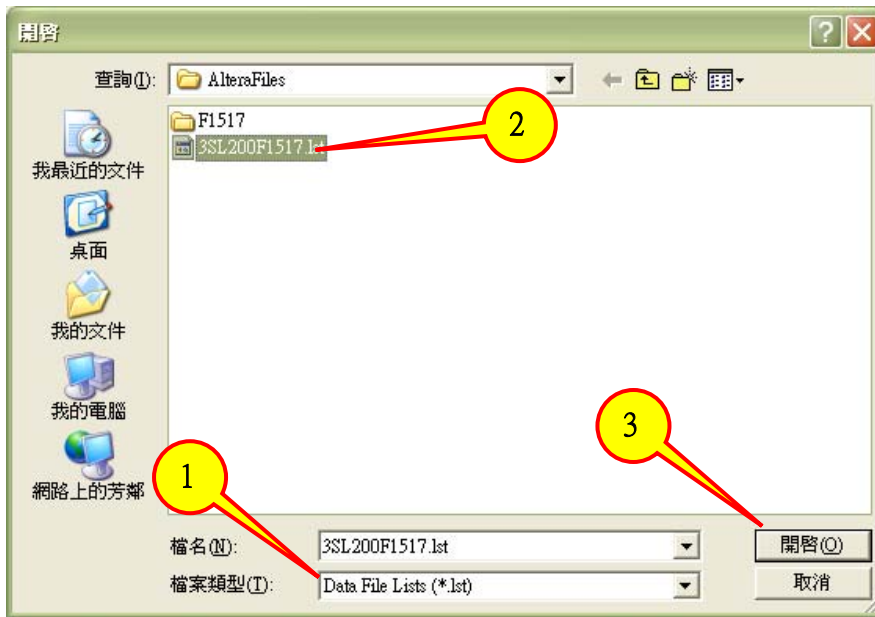 開啓
查詢(I):
AlteraFiles
F1517
3SL200F1517.lst
2
我最近的文件
桌面
我的文件
我的電腦
網路上的芳鄰
1
3
檔名(N):
3SL200F1517.lst
開啓(O)
檔案類型(T):
Data File Lists (*.lst)
取消